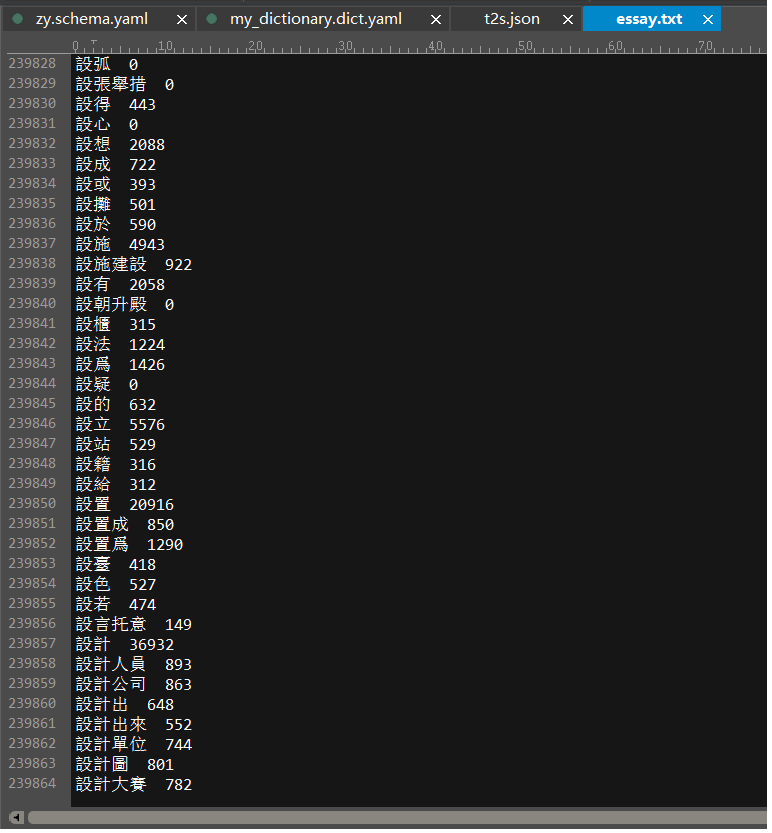 zy.schema.yaml my_dictionary.dict.yaml t2s.json essay.txt
0 10 20 30 40 50 60 70
239828 設弧 0
239829 設張舉措 0
239830 設得 443
239831 設心 0
239832 設想 2088
239833 設成 722
239834 設或 393
239835 設攤 501
239836 設於 590
239837 設施 4943
239838 設施建設 922
239839 設有 2058
239840 設朝升殿 0
239841 設櫃 315
239842 設法 1224
239843 設爲 1426
239844 設疑 0
239845 設的 632
239846 設立 5576
239847 設站 529
239848 設籍 316
239849 設給 312
239850 設置 20916
239851 設置成 850
239852 設置爲 1290
239853 設臺 418
239854 設色 527
239855 設若 474
239856 設言托意 149
239857 設計 36932
239858 設計人員 893
239859 設計公司 863
239860 設計出 648
239861 設計出來 552
239862 設計單位 744
239863 設計圖 801
239864 設計大賽 782